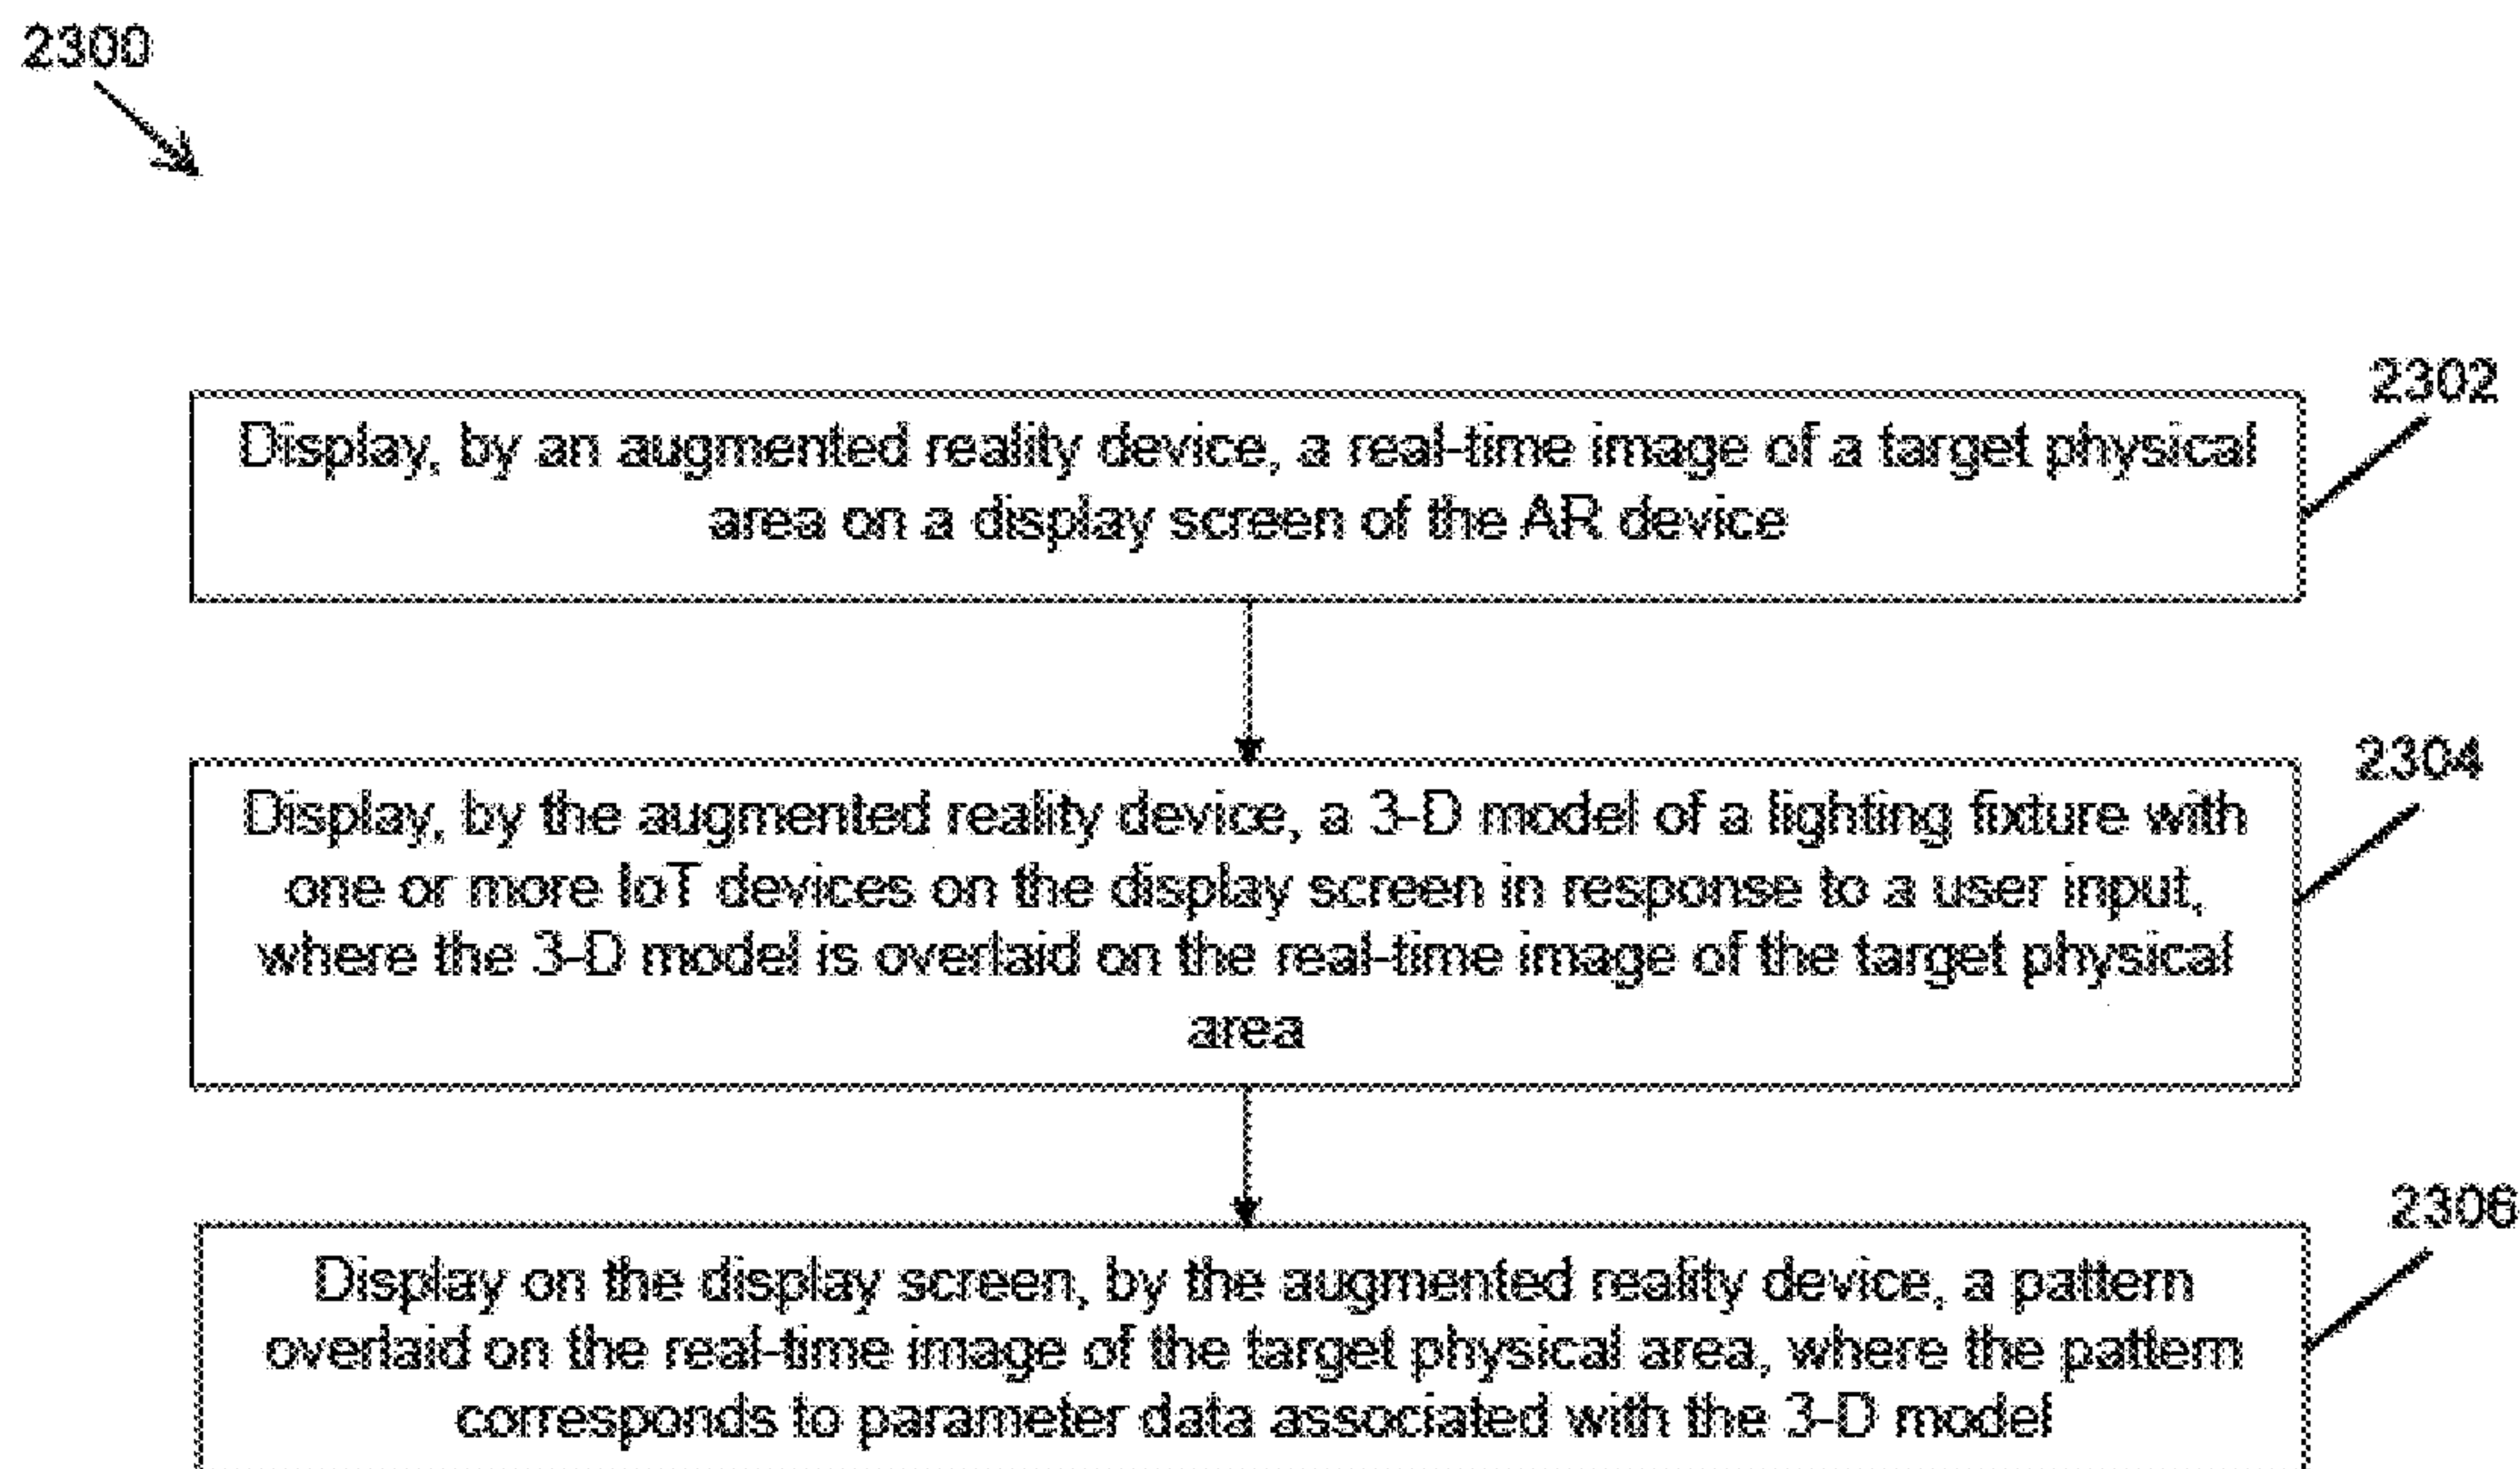 2300
2302
Display, by an augmented reality device, a real-time image of a target physical
area on a display screen of the AR device
2304
Display, by the augmented reality device, a 3-D model of a lighting fixture with
one or more IoT devices on the display screen in response to a user input,
where the 3-D model is overlaid on the real-time image of the target physical
area
2306
Display on the display screen, by the augmented reality device, a pattern
overlaid on the real-time image of the target physical area, where the pattern
corresponds to parameter data associated with the 3-D model